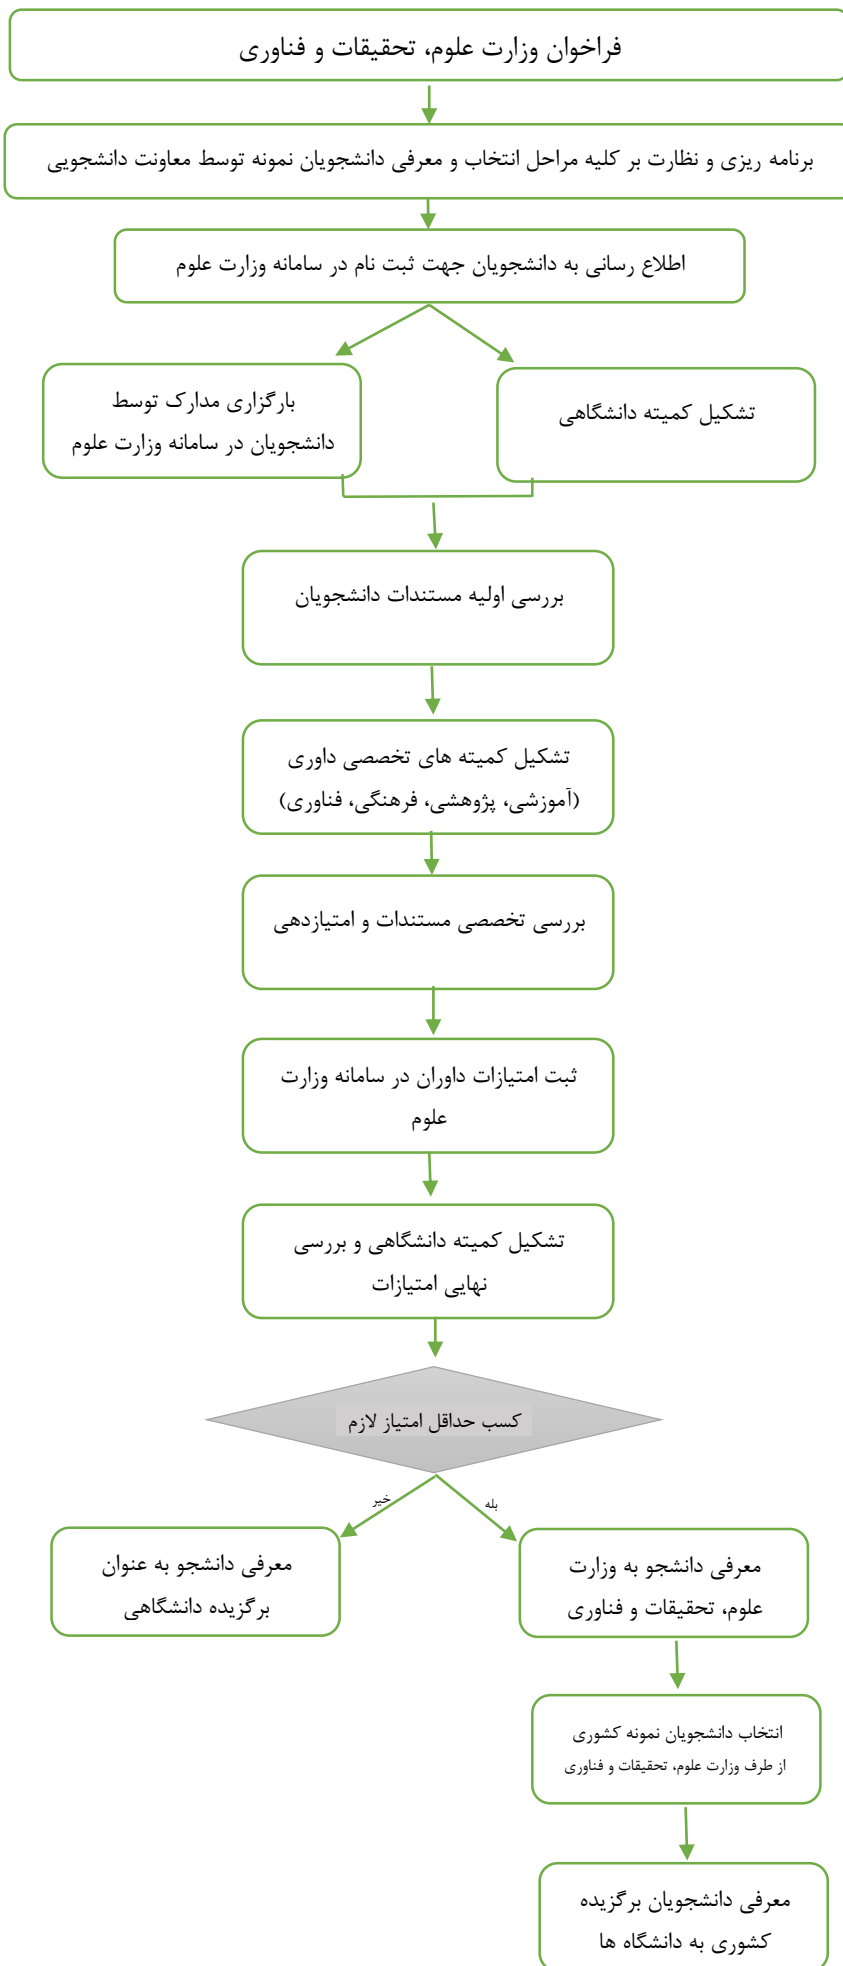 فراخوان وزارت علوم، تحقیقات و فناوری
برنامه ریزی و نظارت بر کلیه مراحل انتخاب و معرفی دانشجویان نمونه توسط معاونت دانشجویی
اطلاع رسانی به دانشجویان جهت ثبت نام در سامانه وزارت علوم
تشکیل کمیته دانشگاهی
بارگزاری مدارک توسط
دانشجویان در سامانه وزارت علوم
بررسی اولیه مستندات دانشجویان
تشکیل کمیته های تخصصی داوری
(آموزشی، پژوهشی، فرهنگی، فناوری)
بررسی تخصصی مستندات و امتیازدهی
ثبت امتیازات داوران در سامانه وزارت
علوم
تشکیل کمیته دانشگاهی و بررسی
نهایی امتیازات
کسب حداقل امتیاز لازم
بله
خیر
معرفی دانشجو به وزارت
علوم، تحقیقات و فناوری
معرفی دانشجو به عنوان
برگزیده دانشگاهی
انتخاب دانشجویان نمونه کشوری
از طرف وزارت علوم، تحقیقات و فناوری
معرفی دانشجویان برگزیده
کشوری به دانشگاه ها